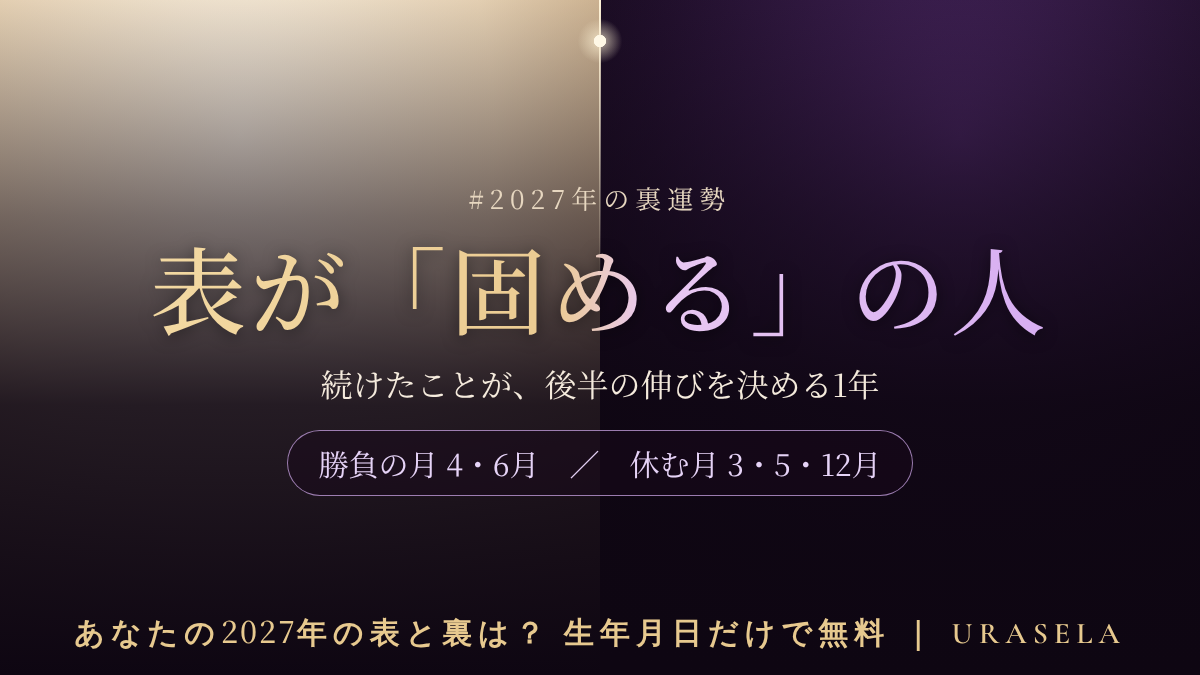 #2027年の裏運勢
表が「固める」の人
続けたことが、後半の伸びを決める1年
勝負の月 4・6月　／　休む月 3・5・12月
あなたの2027年の表と裏は？ 生年月日だけで無料 | URASELA